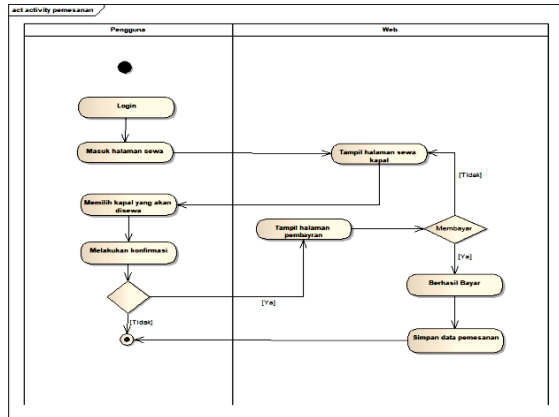 act activity pemesanan
Pengguna
Web
Login
Masuk halaman sewa
Tampil halaman sewa
kapal
[Tidak]
Memilih kapal yang akan
disewa
Tampil halaman
pembayran
Membayar
Melakukan konfirmasi
[Ya]
[Ya]
Berhasil Bayar
[Tidak]
Simpan data pemesanan